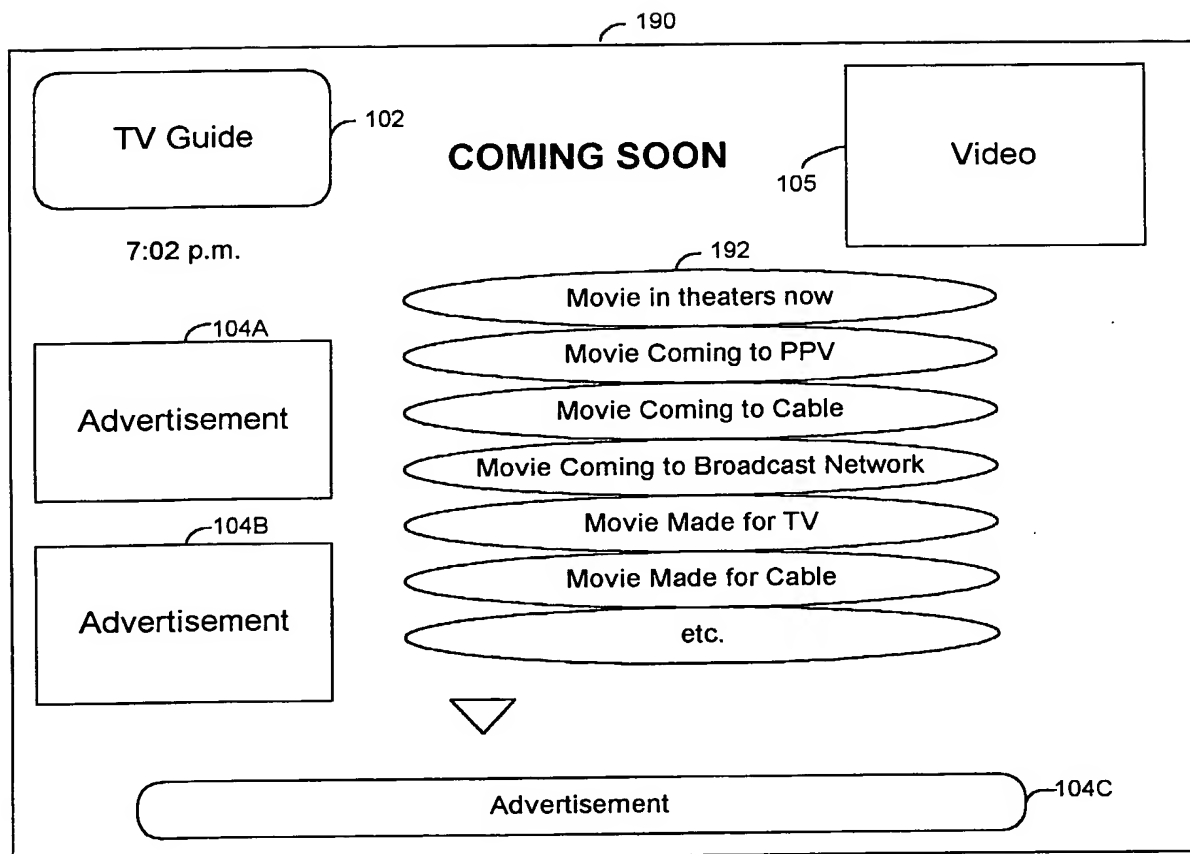 190
TV Guide
102
COMING SOON
105
Video
7:02 p.m.
192
Movie in theaters now
Movie Coming to PPV
Movie Coming to Cable
Movie Coming to Broadcast Network
Movie Made for TV
Movie Made for Cable
etc.
104A
Advertisement
104B
Advertisement
Advertisement
104C